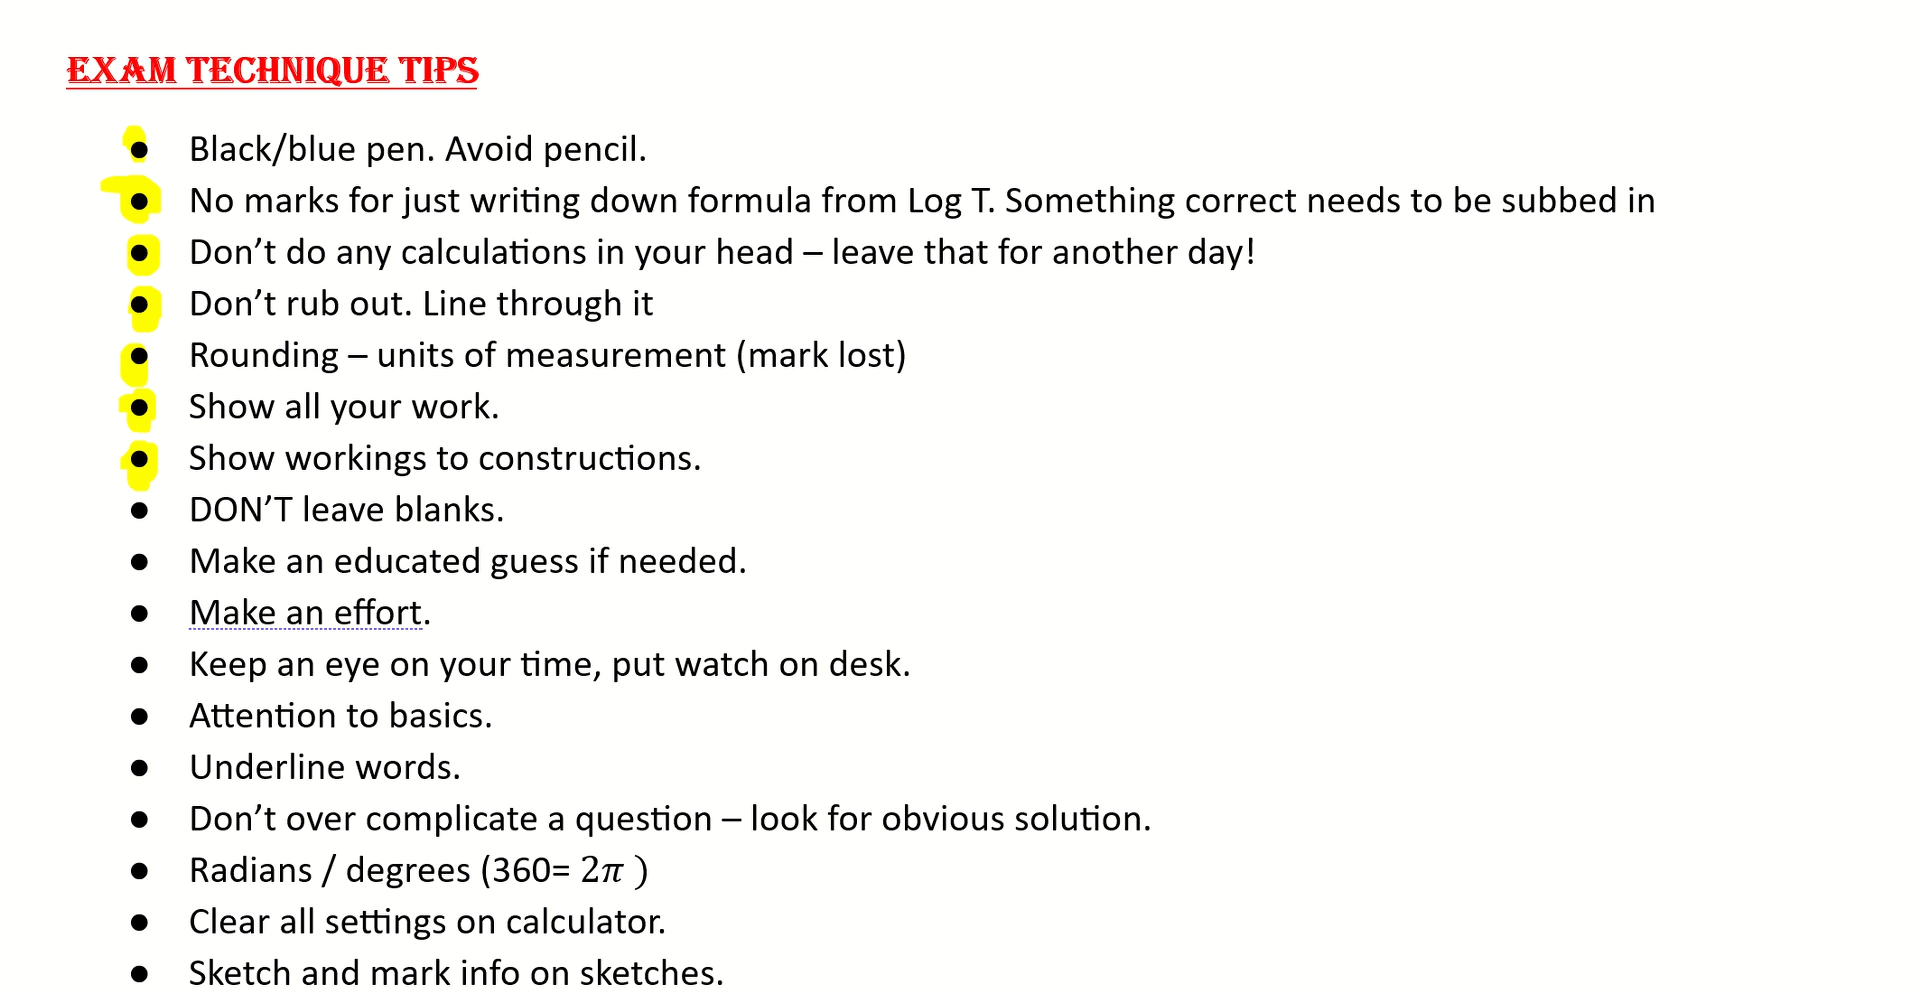 EXAM TECHNIQUE TIPS
● Black/blue pen. Avoid pencil.
● No marks for just writing down formula from Log T. Something correct needs to be subbed in
● Don’t do any calculations in your head – leave that for another day!
● Don’t rub out. Line through it
● Rounding – units of measurement (mark lost)
● Show all your work.
● Show workings to constructions.
● DON’T leave blanks.
● Make an educated guess if needed.
● Make an effort.
● Keep an eye on your time, put watch on desk.
● Attention to basics.
● Underline words.
● Don’t over complicate a question – look for obvious solution.
● Radians / degrees (360= 2π )
● Clear all settings on calculator.
● Sketch and mark info on sketches.